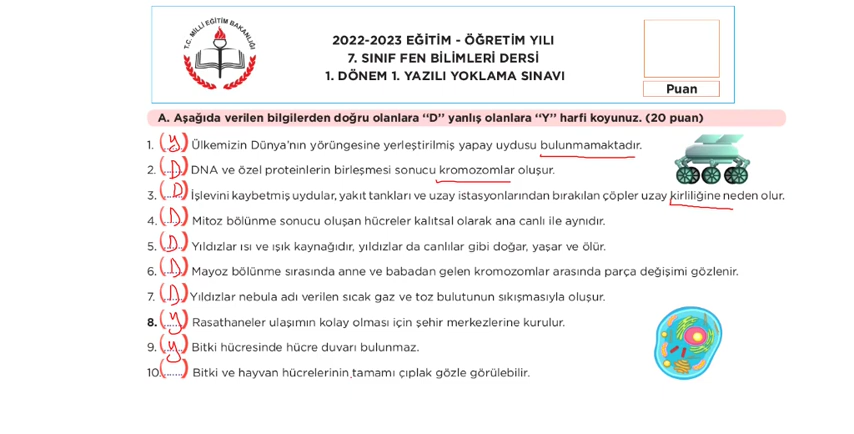 T.C. MİLLİ EĞİTİM BAKANLIĞI
2022-2023 EĞİTİM - ÖĞRETİM YILI
7. SINIF FEN BİLİMLERİ DERSİ
1. DÖNEM 1. YAZILI YOKLAMA SINAVI
Puan
A. Aşağıda verilen bilgilerden doğru olanlara "D" yanlış olanlara "Y" harfi koyunuz. (20 puan)
1. (y) Ülkemizin Dünya'nın yörüngesine yerleştirilmiş yapay uydusu bulunmamaktadır.
2. (D) DNA ve özel proteinlerin birleşmesi sonucu kromozomlar oluşur.
3. (D) İşlevini kaybetmiş uydular, yakıt tankları ve uzay istasyonlarından bırakılan çöpler uzay kirliliğine neden olur.
4. (D) Mitoz bölünme sonucu oluşan hücreler kalıtsal olarak ana canlı ile aynıdır.
5. (D) Yıldızlar ısı ve ışık kaynağıdır, yıldızlar da canlılar gibi doğar, yaşar ve ölür.
6. (D) Mayoz bölünme sırasında anne ve babadan gelen kromozomlar arasında parça değişimi gözlenir.
7. (D) Yıldızlar nebula adı verilen sıcak gaz ve toz bulutunun sıkışmasıyla oluşur.
8. (y) Rasathaneler ulaşımın kolay olması için şehir merkezlerine kurulur.
9. (y) Bitki hücresinde hücre duvarı bulunmaz.
10. (......) Bitki ve hayvan hücrelerinin tamamı çıplak gözle görülebilir.